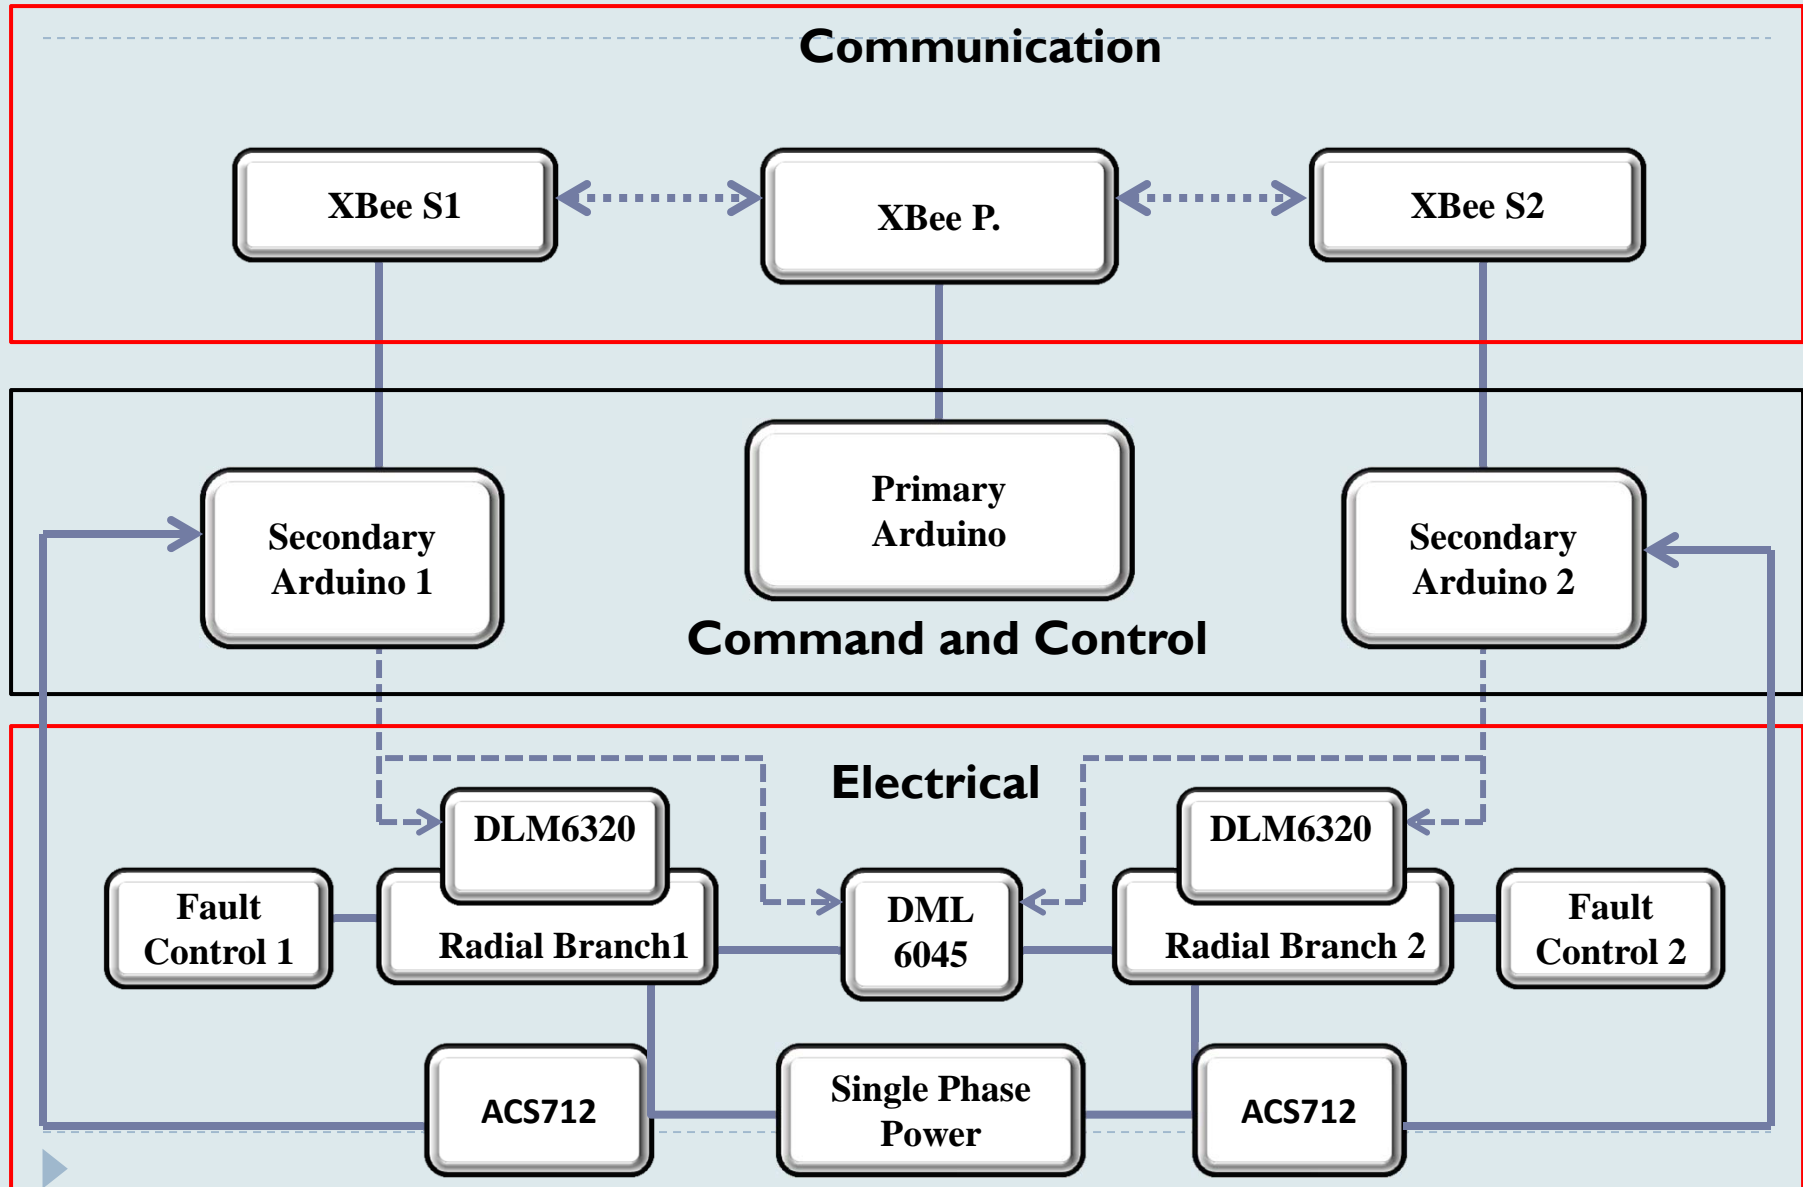 Communication
XBee S1
XBee P.
XBee S2
Primary
Arduino
Secondary
Arduino 1
Secondary
Arduino 2
Command and Control
Electrical
DLM6320
DLM6320
Fault
Control 1
Radial Branch1
DML
6045
Radial Branch 2
Fault
Control 2
ACS712
Single Phase
Power
ACS712